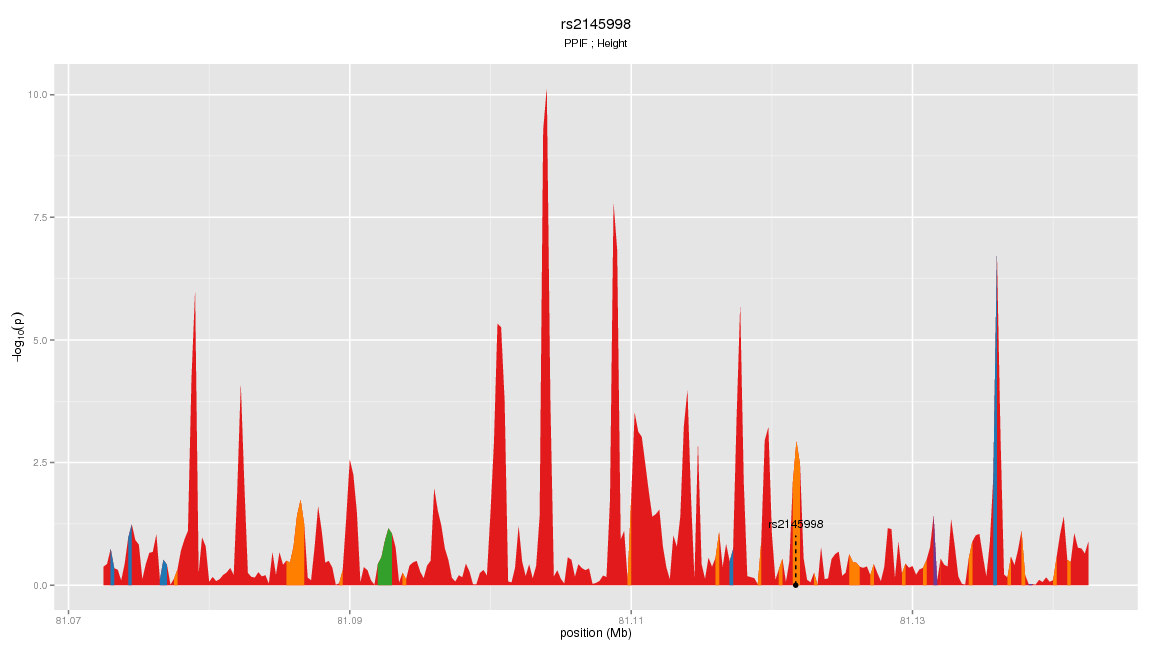 rs2145998
PPIF ; Height
10.0
7.5
5.0
2.5
0.0
−log10(p)
rs2145998
81.07 81.09 81.11 81.13
position (Mb)